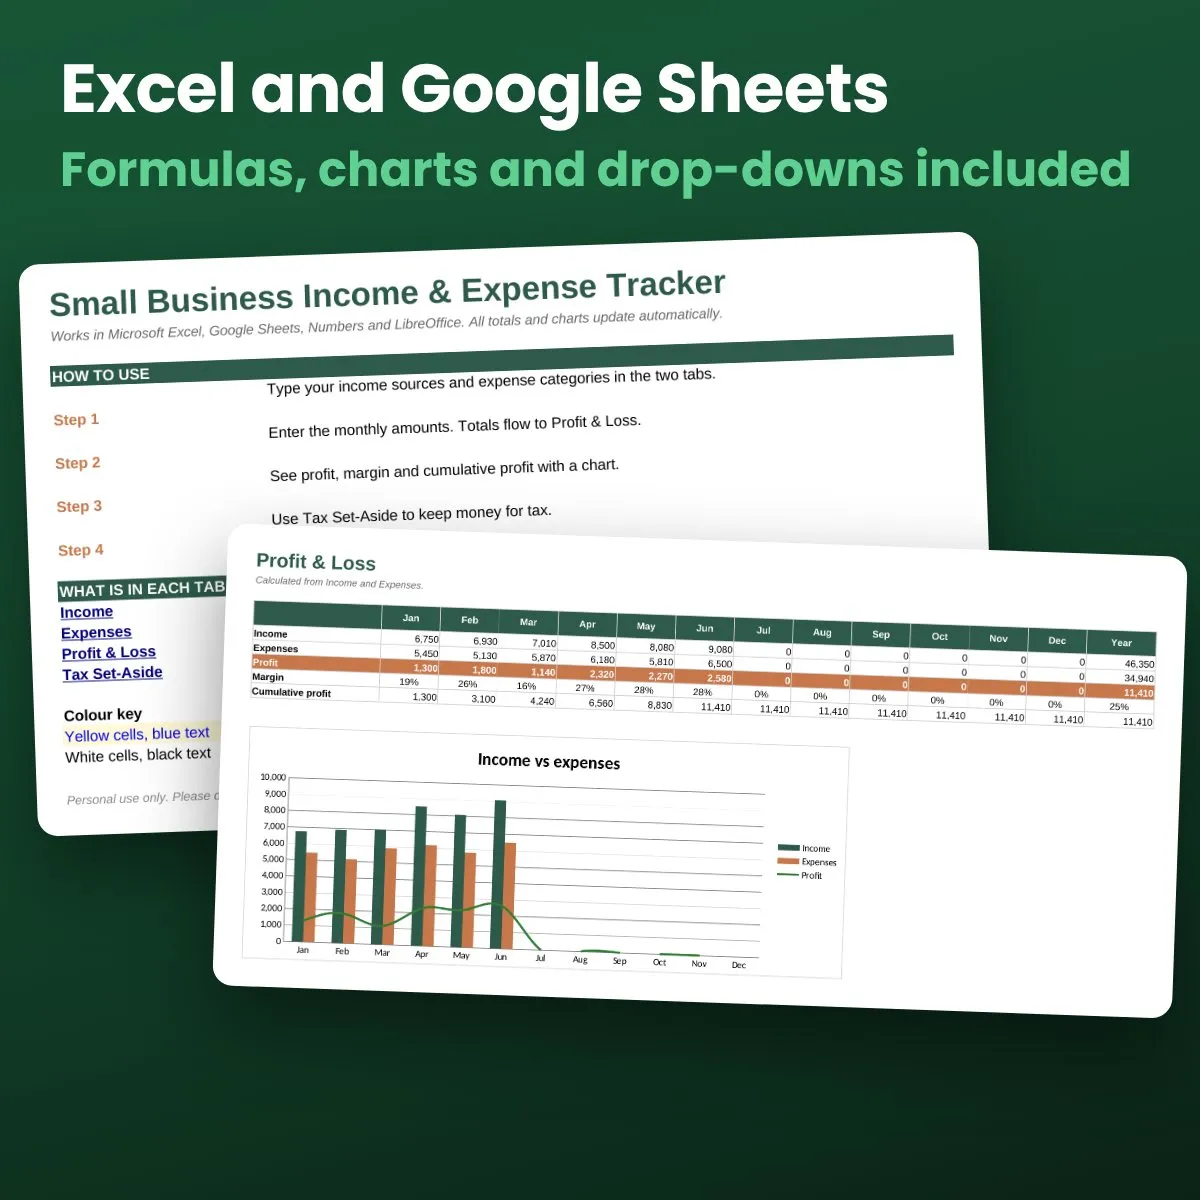 Excel and Google Sheets
Formulas, charts and drop-downs included
Small Business Income & Expense Tracker
Works in Microsoft Excel, Google Sheets, Numbers and LibreOffice. All totals and charts update automatically.
HOW TO USE
Step 1 Type your income sources and expense categories in the two tabs.
Step 2 Enter the monthly amounts. Totals flow to Profit & Loss.
Step 3 See profit, margin and cumulative profit with a chart.
Step 4 Use Tax Set-Aside to keep money for tax.
WHAT IS IN EACH TAB
Income
Expenses
Profit & Loss
Tax Set-Aside
Colour key
Yellow cells, blue text
White cells, black text
Personal use only. Please
Profit & Loss
Calculated from Income and Expenses.
Jan Feb Mar Apr May Jun Jul Aug Sep Oct Nov Dec Year
Income 6,750 6,930 7,010 8,500 8,080 9,080 0 0 0 0 0 0 46,350
Expenses 5,450 5,130 5,870 6,180 5,810 6,500 0 0 0 0 0 0 34,940
Profit 1,300 1,800 1,140 2,320 2,270 2,580 0 0 0 0 0 0 11,410
Margin 19% 26% 16% 27% 28% 28% 0% 0% 0% 0% 0% 0% 25%
Cumulative profit 1,300 3,100 4,240 6,560 8,830 11,410 11,410 11,410 11,410 11,410 11,410 11,410 11,410
Income vs expenses
10,000
9,000
8,000
7,000
6,000
5,000
4,000
3,000
2,000
1,000
0
Jan Feb Mar Apr May Jun Jul Aug Sep Oct Nov Dec
Income
Expenses
Profit